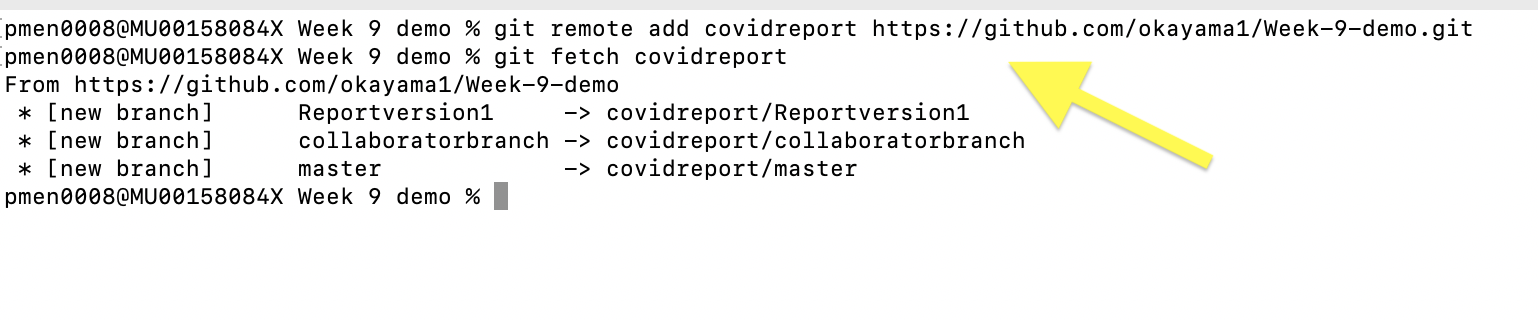 pmen0008@MU00158084X Week 9 demo % git remote add covidreport https://github.com/okayama1/Week-9-demo.git
pmen0008@MU00158084X Week 9 demo % git fetch covidreport
From https://github.com/okayama1/Week-9-demo
 * [new branch]      Reportversion1     -> covidreport/Reportversion1
 * [new branch]      collaboratorbranch -> covidreport/collaboratorbranch
 * [new branch]      master             -> covidreport/master
pmen0008@MU00158084X Week 9 demo %